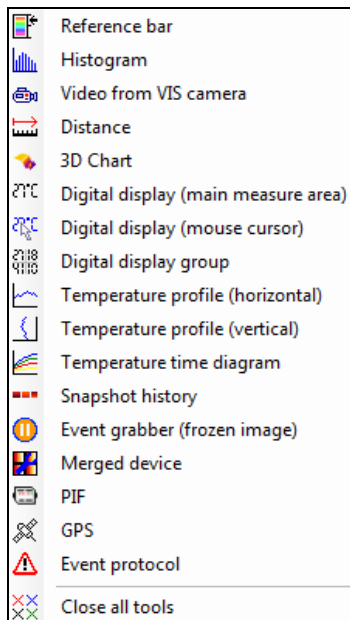 Reference bar
Histogram
Video from VIS camera
Distance
3D Chart
Digital display (main measure area)
Digital display (mouse cursor)
Digital display group
Temperature profile (horizontal)
Temperature profile (vertical)
Temperature time diagram
Snapshot history
Event grabber (frozen image)
Merged device
PIF
GPS
Event protocol
Close all tools